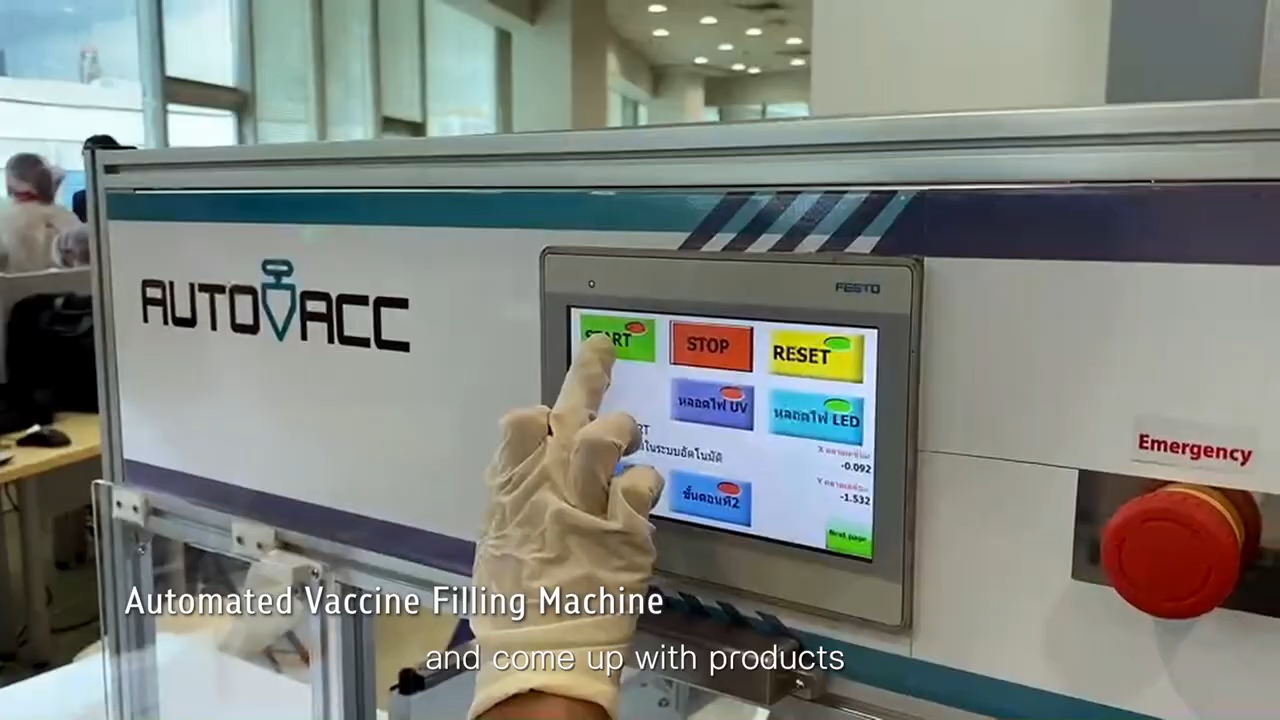 AUTOVACC
FESTO
START
STOP
RESET
หลอดไฟ UV
หลอดไฟ LED
RT
ในระบบอัตโนมัติ
-0.092
-1.532
ขั้นตอนที่2
Next page
Emergency
Automated Vaccine Filling Machine
and come up with products